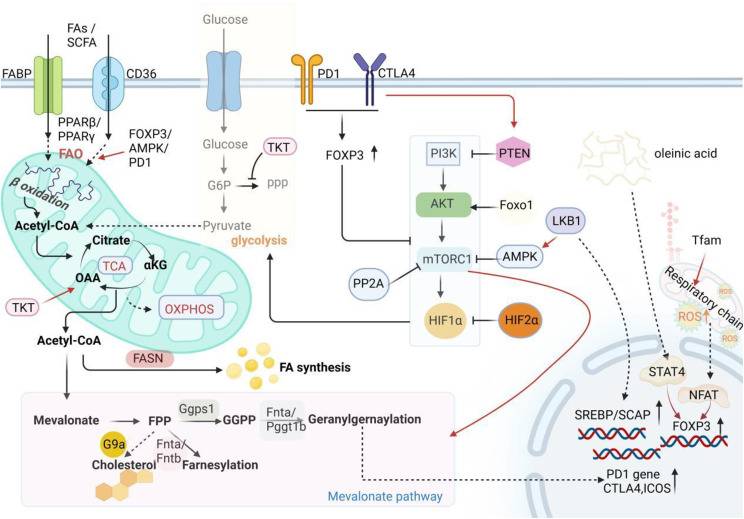 FAs /
SCFA
Glucose
FABP
CD36
PD1
CTLA4
PPARβ/
PPARγ
FOXP3/
AMPK/
PD1
FAO
β oxidation
Glucose
TKT
G6P
ppp
Pyruvate
glycolysis
FOXP3
PI3K
PTEN
AKT
Foxo1
LKB1
mTORC1
AMPK
PP2A
HIF1α
HIF2α
oleinic acid
Tfam
Respiratory chain
ROS
ROS
ROS
Acetyl-CoA
Citrate
TCA
αKG
OAA
OXPHOS
TKT
Acetyl-CoA
FASN
FA synthesis
STAT4
NFAT
SREBP/SCAP
FOXP3
PD1 gene
CTLA4,ICOS
Mevalonate
FPP
Ggps1
GGPP
Fnta/
Pggt1b
Geranylgernaylation
G9a
Cholesterol
Fnta/
Fntb
Farnesylation
Mevalonate pathway